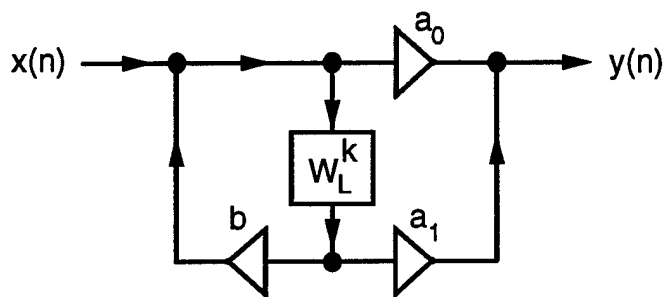 a₀
x(n)
y(n)
W_L^k
b
a₁